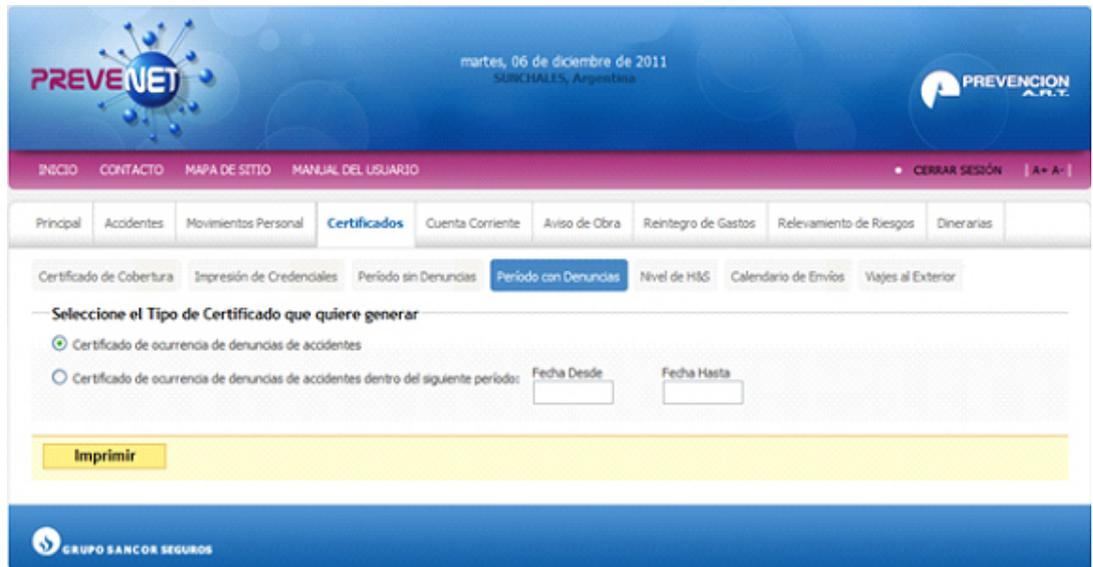 PREVENET
martes, 06 de diciembre de 2011
SUNCHALES, Argentina
PREVENCION
A.R.T.
INICIO CONTACTO MAPA DE SITIO MANUAL DEL USUARIO • CERRAR SESIÓN | A+ A- |
Principal Accidentes Movimientos Personal Certificados Cuenta Corriente Aviso de Obra Reintegro de Gastos Relevamiento de Riesgos Dinerarias
Certificado de Cobertura Impresión de Credenciales Período sin Denuncias Período con Denuncias Nivel de H&S Calendario de Envíos Viajes al Exterior
Seleccione el Tipo de Certificado que quiere generar
Certificado de ocurrencia de denuncias de accidentes
Certificado de ocurrencia de denuncias de accidentes dentro del siguiente período: Fecha Desde Fecha Hasta
Imprimir
GRUPO SANCOR SEGUROS